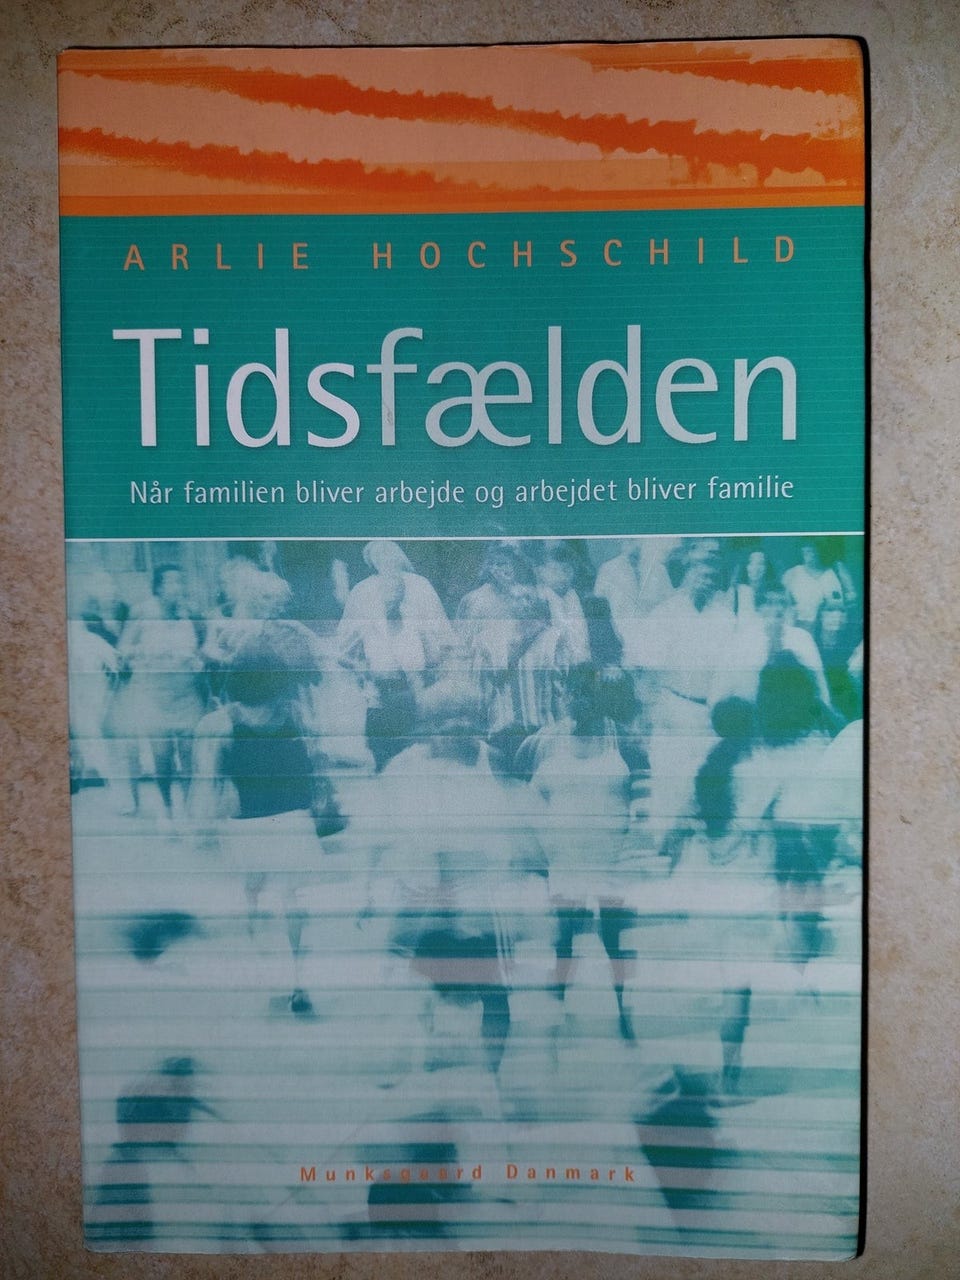 ARLIE HOCHSCHILD
Tidsfælden
Når familien bliver arbejde og arbejdet bliver familie
Munksgaard Danmark